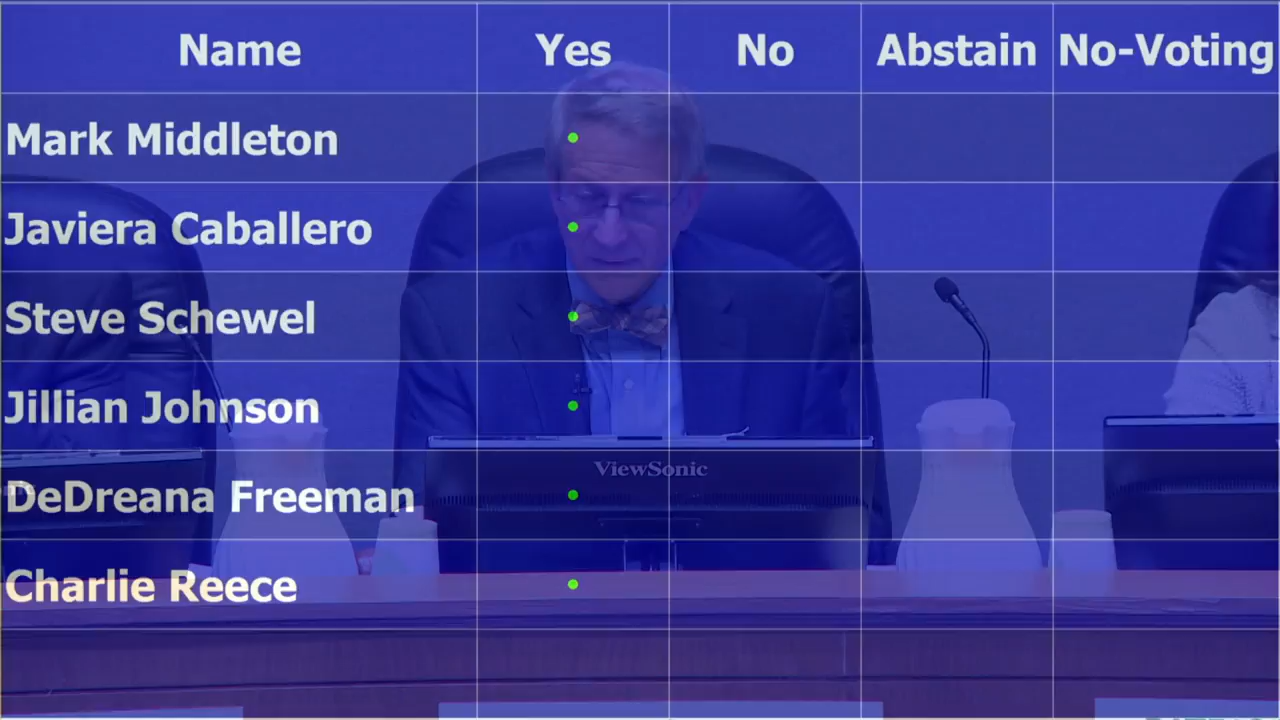 Name Yes No Abstain No-Voting
Mark Middleton
Javiera Caballero
Steve Schewel
Jillian Johnson
ViewSonic
DeDreana Freeman
Charlie Reece